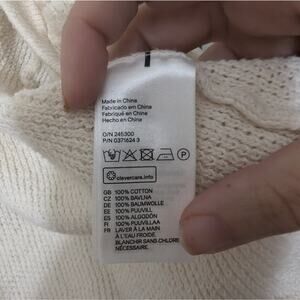 Made in China
Fabricado em China
Fabriqué en China
Hecho en China
O/N 245300
P/N 0371624 3
P
clevercare.info
GB 100% COTTON
CZ 100% BAVLNA
DE 100% BAUMWOLLE
EE 100% PUUVILL
ES 100% ALGODÓN
FI 100% PUUVILLAA
FR LAVER À LA MAIN
À L'EAU FROIDE
BLANCHIR SANS CHLORE
NÉCESSAIRE.